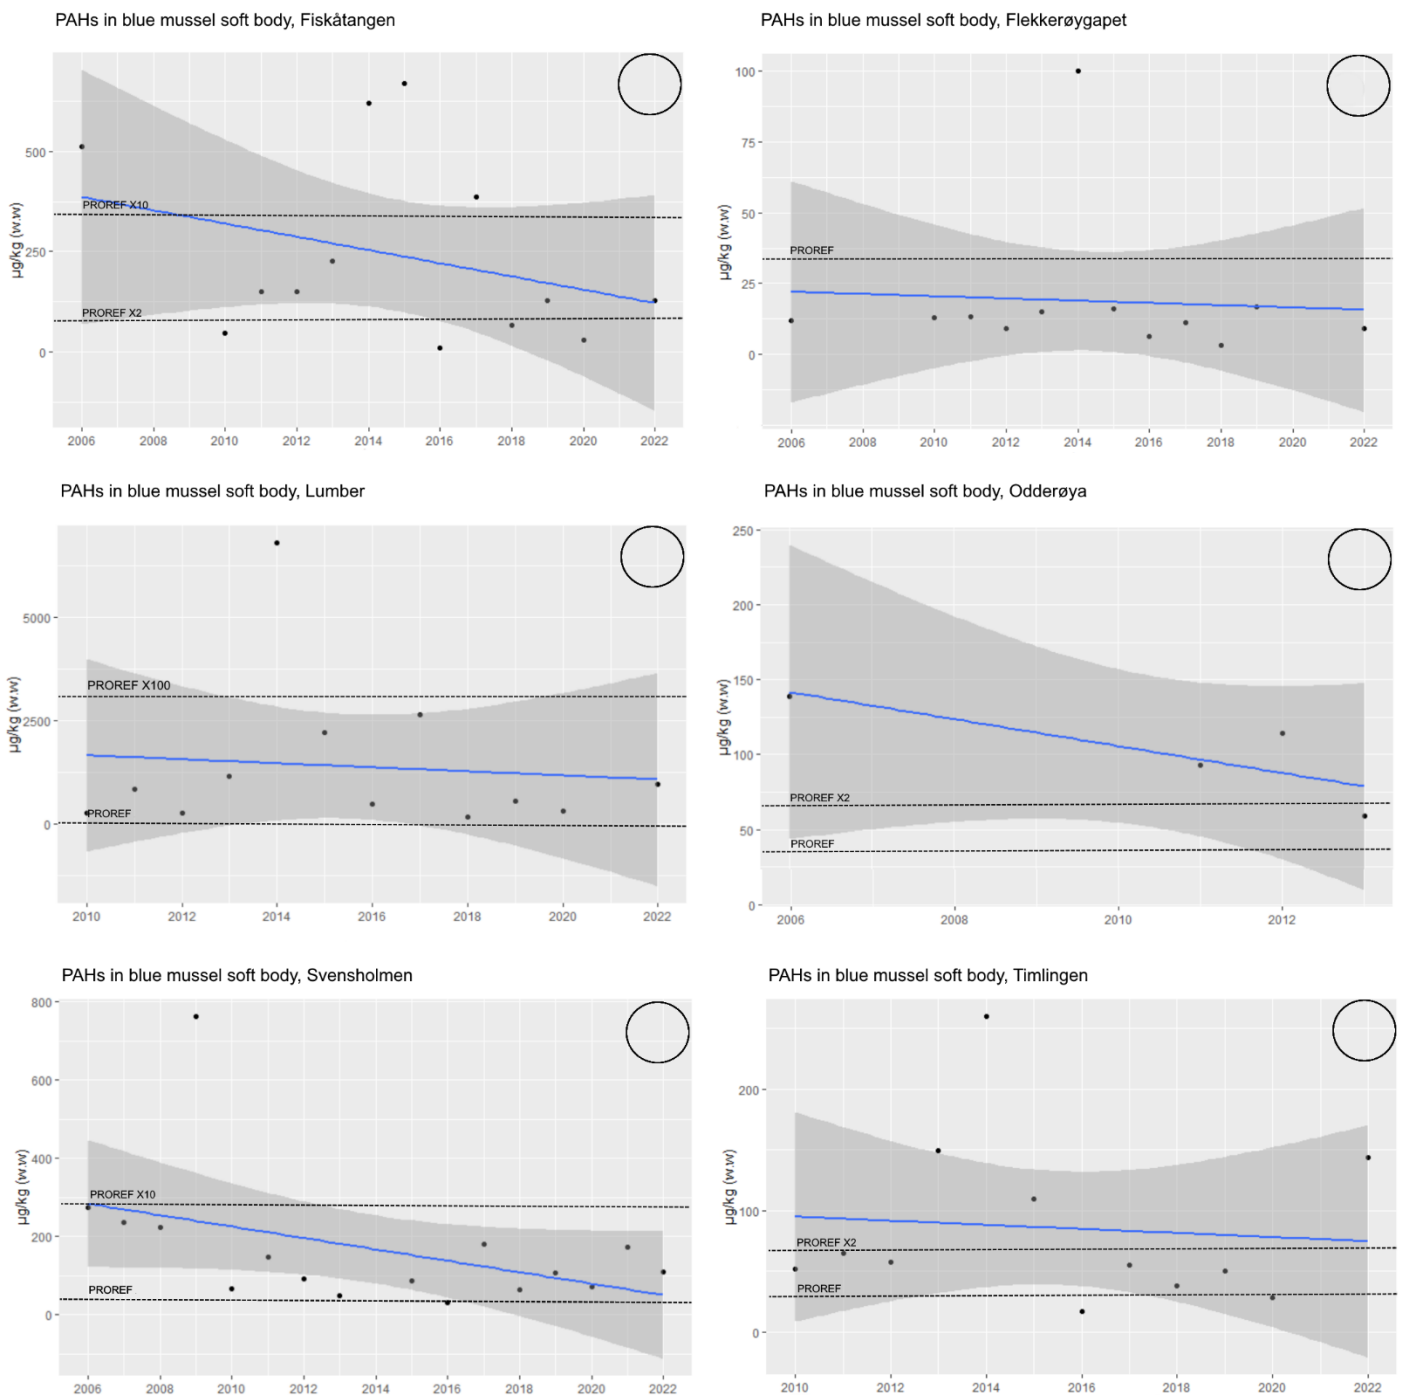 PAHs in blue mussel soft body, Fiskåtangen
500
250
0
µg/kg (w.w)
PROREF X10
PROREF X2
2006 2008 2010 2012 2014 2016 2018 2020 2022
PAHs in blue mussel soft body, Flekkerøygapet
100
75
50
25
0
µg/kg (w.w)
PROREF
2006 2008 2010 2012 2014 2016 2018 2020 2022
PAHs in blue mussel soft body, Lumber
5000
2500
0
µg/kg (w.w)
PROREF X100
PROREF
2010 2012 2014 2016 2018 2020 2022
PAHs in blue mussel soft body, Odderøya
250
200
150
100
50
0
µg/kg (w.w)
PROREF X2
PROREF
2006 2008 2010 2012
PAHs in blue mussel soft body, Svensholmen
800
600
400
200
0
µg/kg (w.w)
PROREF X10
PROREF
2006 2008 2010 2012 2014 2016 2018 2020 2022
PAHs in blue mussel soft body, Timlingen
200
100
0
µg/kg (w.w)
PROREF X2
PROREF
2010 2012 2014 2016 2018 2020 2022